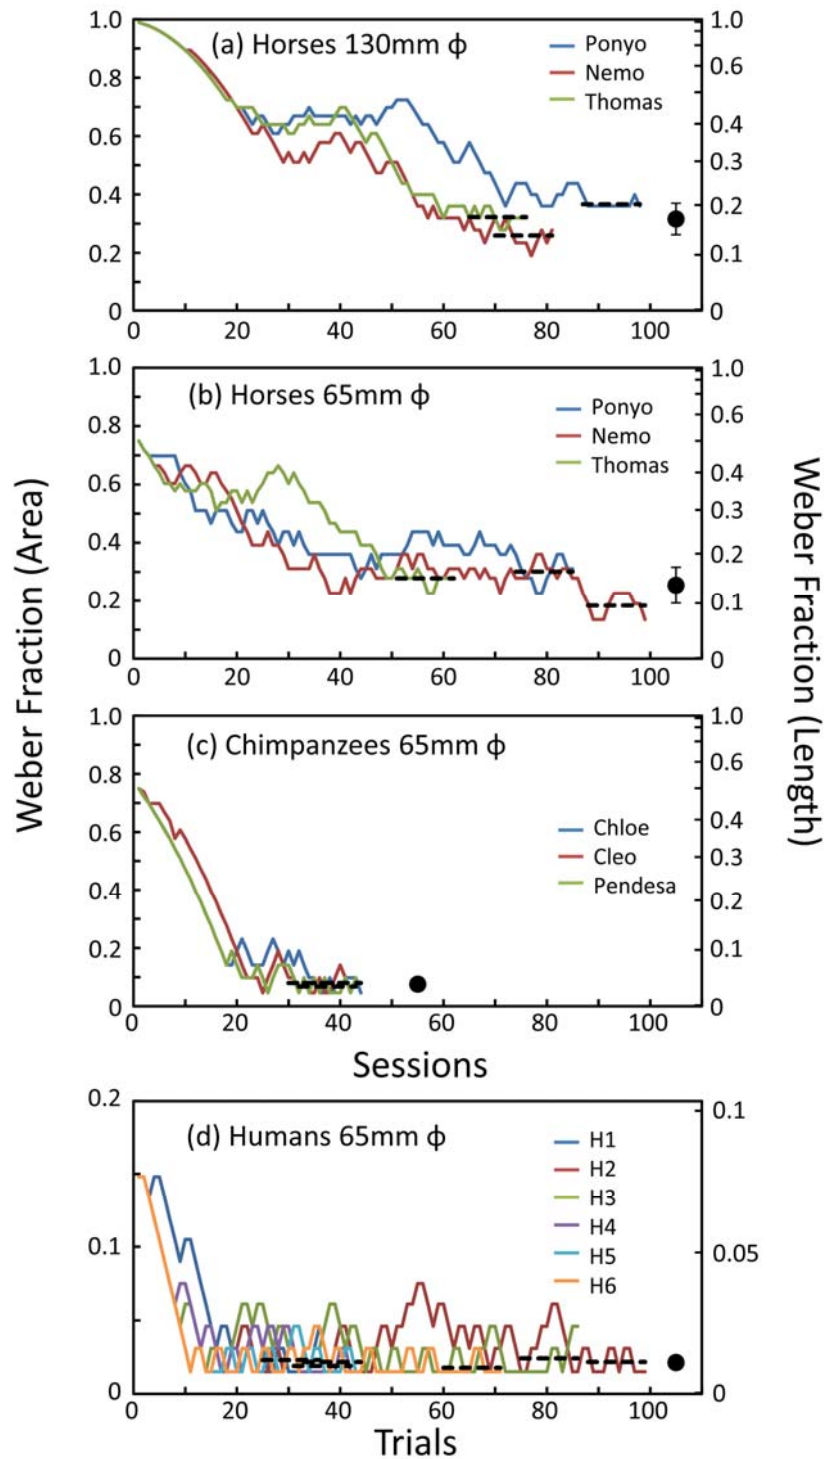 (a) Horses 130mm ϕ
Ponyo
Nemo
Thomas
1.0
0.8
0.6
0.4
0.2
0
1.0
0.6
0.4
0.3
0.2
0.1
0
0 20 40 60 80 100
(b) Horses 65mm ϕ
Ponyo
Nemo
Thomas
1.0
0.8
0.6
0.4
0.2
0
1.0
0.6
0.4
0.3
0.2
0.1
0
0 20 40 60 80 100
Weber Fraction (Area)
Weber Fraction (Length)
(c) Chimpanzees 65mm ϕ
Chloe
Cleo
Pendesa
1.0
0.8
0.6
0.4
0.2
0
1.0
0.6
0.4
0.3
0.2
0.1
0
0 20 40 60 80 100
Sessions
(d) Humans 65mm ϕ
H1
H2
H3
H4
H5
H6
0.2
0.1
0
0.1
0.05
0
0 20 40 60 80 100
Trials